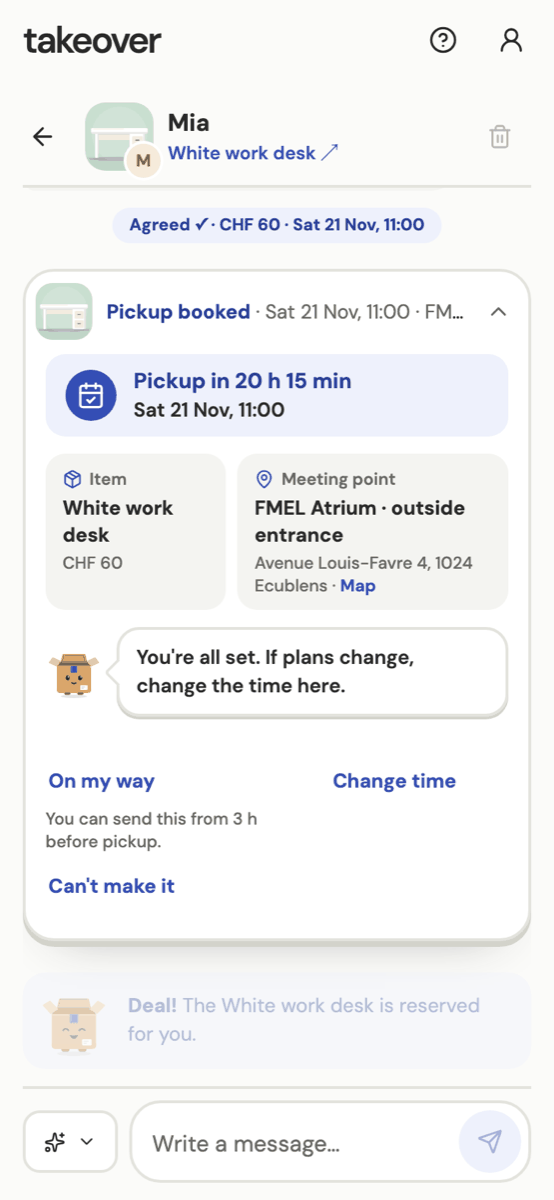 takeover
Mia
M
White work desk ↗
Agreed ✓ · CHF 60 · Sat 21 Nov, 11:00
Pickup booked · Sat 21 Nov, 11:00 · FM...
Pickup in 20 h 15 min
Sat 21 Nov, 11:00
Item
White work
desk
CHF 60
Meeting point
FMEL Atrium · outside
entrance
Avenue Louis-Favre 4, 1024
Ecublens · Map
You're all set. If plans change,
change the time here.
On my way
You can send this from 3 h
before pickup.
Change time
Can't make it
Deal! The White work desk is reserved
for you.
Write a message...